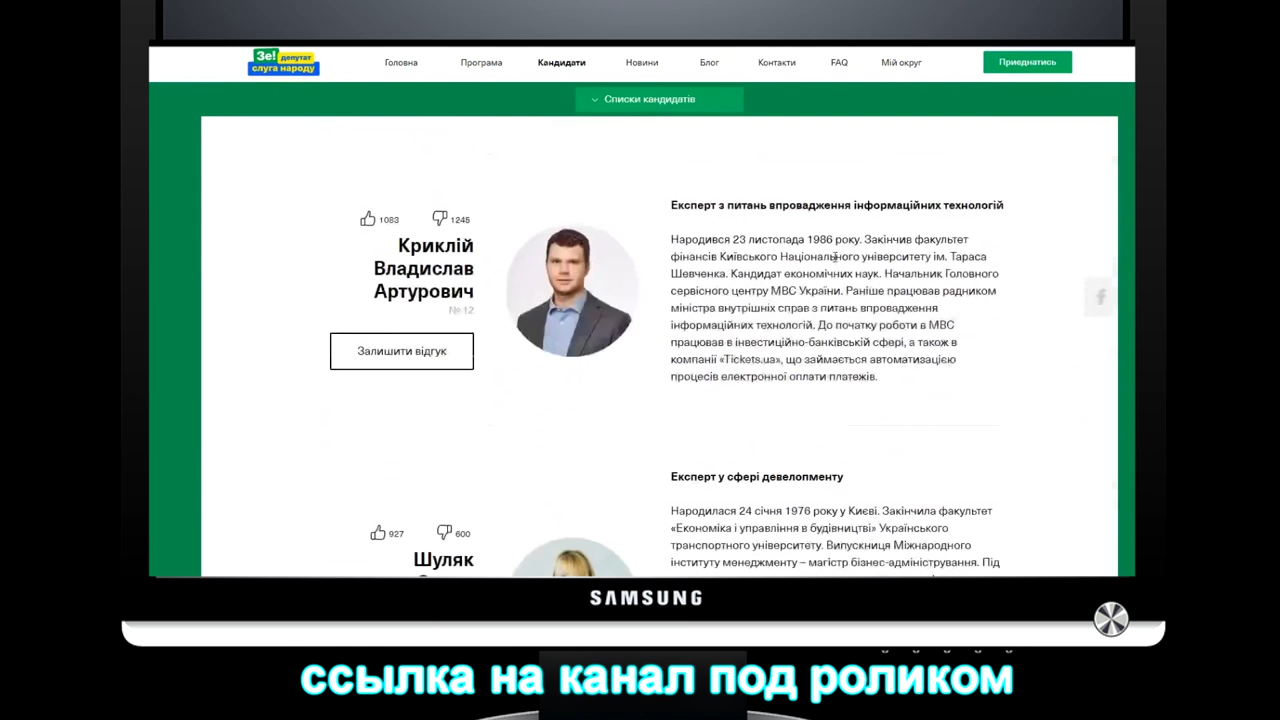 Зе! депутат
слуга народу
Головна Програма Кандидати Новини Блог Контакти FAQ Мій округ Приєднатись
Списки кандидатів
1083 1245
Криклій
Владислав
Артурович
№ 12
Залишити відгук
Експерт з питань впровадження інформаційних технологій
Народився 23 листопада 1986 року. Закінчив факультет
фінансів Київського Національного університету ім. Тараса
Шевченка. Кандидат економічних наук. Начальник Головного
сервісного центру МВС України. Раніше працював радником
міністра внутрішніх справ з питань впровадження
інформаційних технологій. До початку роботи в МВС
працював в інвестиційно-банківській сфері, а також в
компанії «Tickets.ua», що займається автоматизацією
процесів електронної оплати платежів.
927 600
Шуляк
Експерт у сфері девелопменту
Народилася 24 січня 1976 року у Києві. Закінчила факультет
«Економіка і управління в будівництві» Українського
транспортного університету. Випускниця Міжнародного
інституту менеджменту – магістр бізнес-адміністрування. Під
SAMSUNG
ссылка на канал под роликом